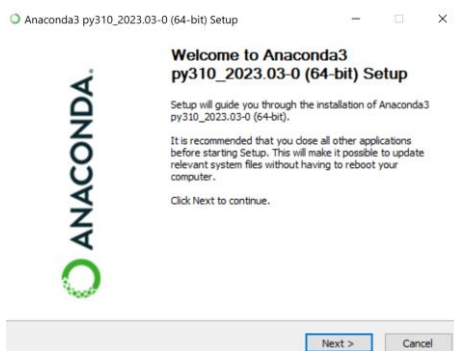 Anaconda3 py310_2023.03-0 (64-bit) Setup
Welcome to Anaconda3
py310_2023.03-0 (64-bit) Setup
Setup will guide you through the installation of Anaconda3
py310_2023.03-0 (64-bit).
It is recommended that you close all other applications
before starting Setup. This will make it possible to update
relevant system files without having to reboot your
computer.
Click Next to continue.
ANACONDA.
Next >
Cancel